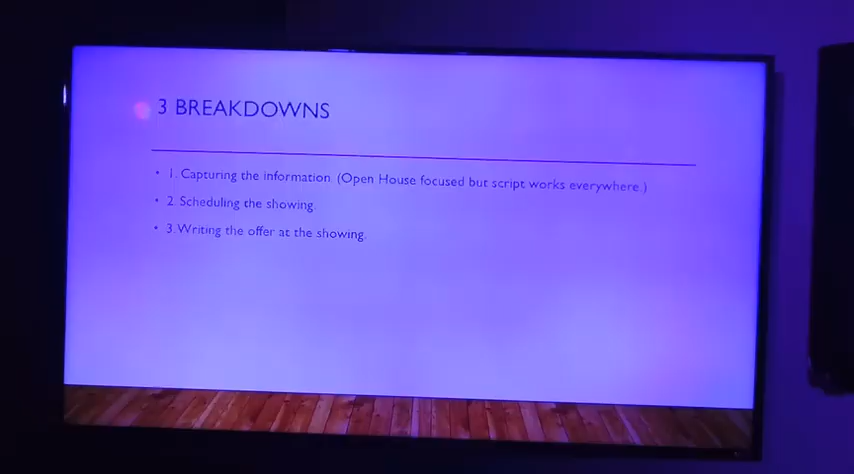 3 BREAKDOWNS
• 1. Capturing the information. (Open House focused but script works everywhere.)
• 2. Scheduling the showing.
• 3. Writing the offer at the showing.